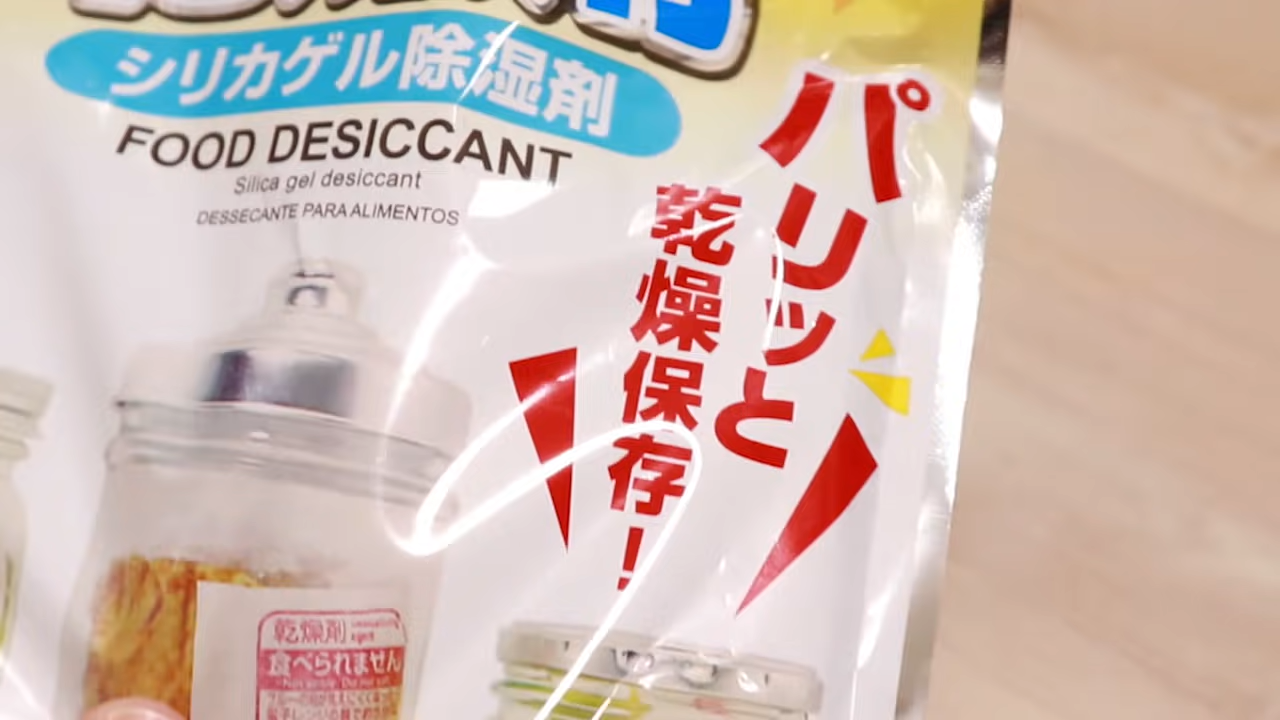 シリカゲル除湿剤
FOOD DESICCANT
Silica gel desiccant
DESSECANTE PARA ALIMENTOS
パリッと
乾燥保存!
乾燥剤
食べられません